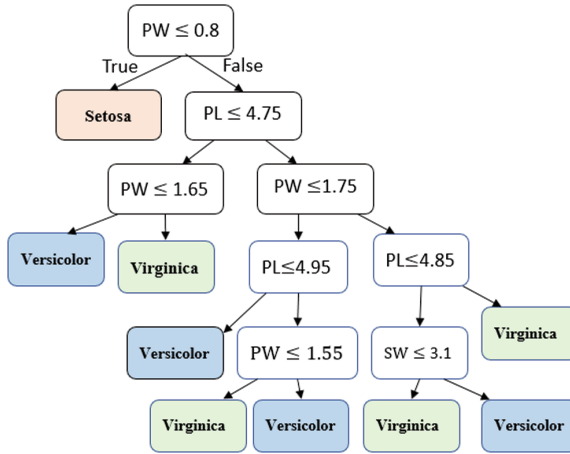 PW ≤ 0.8
True
False
Setosa
PL ≤ 4.75
PW ≤ 1.65
PW ≤1.75
Versicolor
Virginica
PL≤4.95
PL≤4.85
Versicolor
PW ≤ 1.55
SW ≤ 3.1
Virginica
Virginica
Versicolor
Virginica
Versicolor